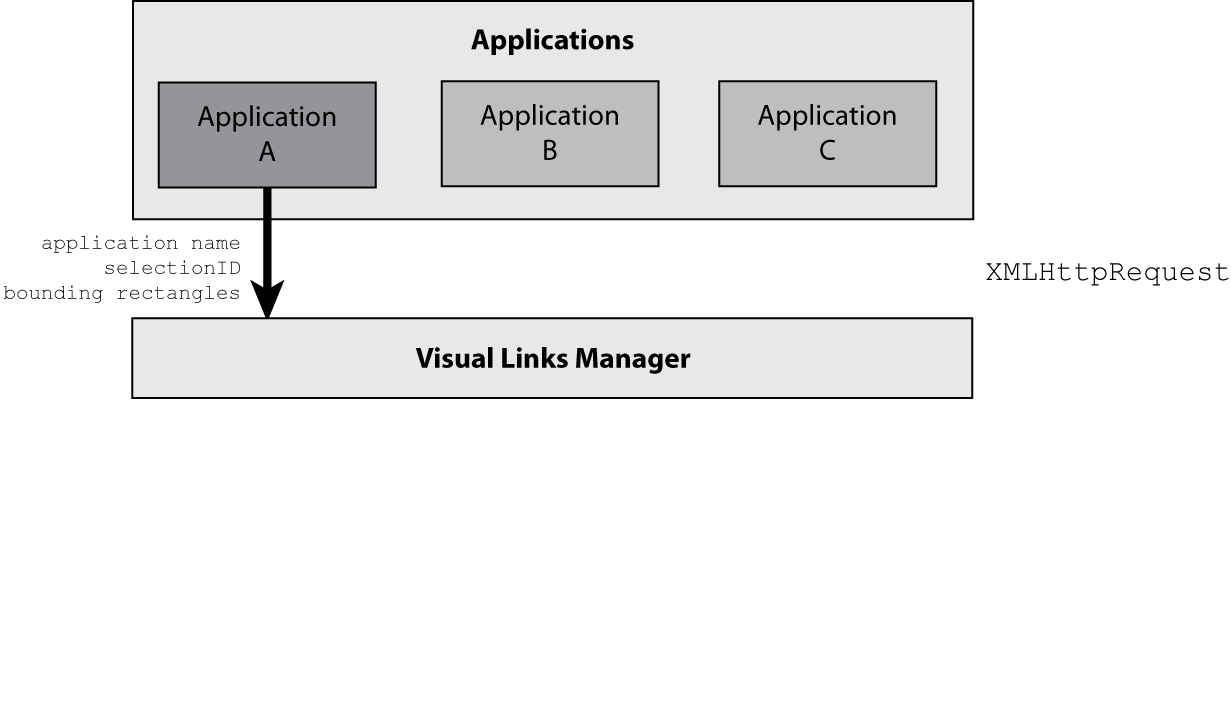 Applications
Application
A
Application
B
Application
C
application name
selectionID
bounding rectangles
XMLHttpRequest
Visual Links Manager